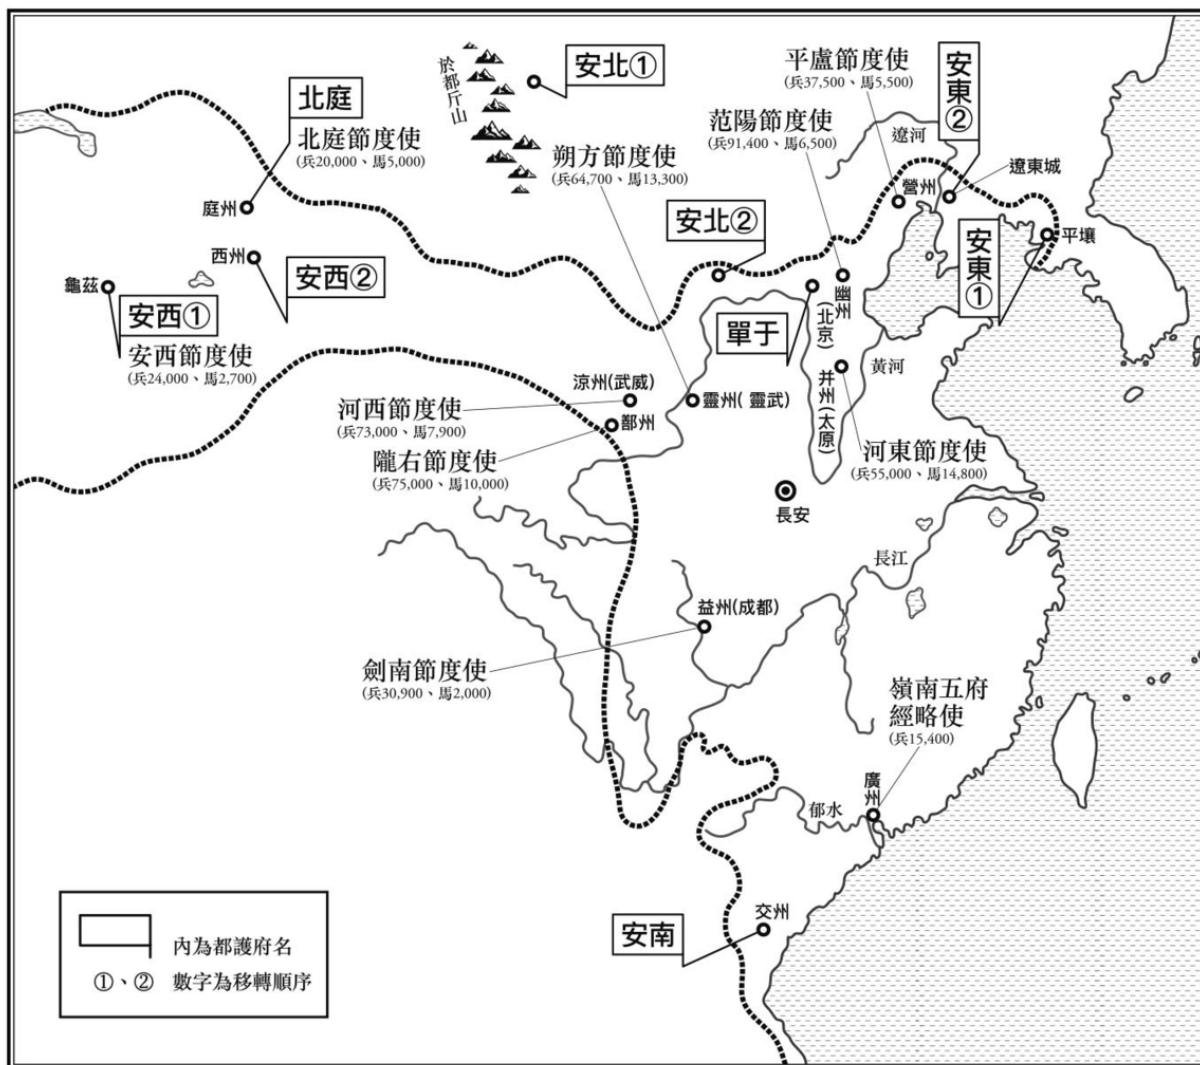 北庭
北庭節度使
(兵20,000、馬5,000)
庭州
西州
安西②
龜茲
安西①
安西節度使
(兵24,000、馬2,700)
於都斤山
安北①
朔方節度使
(兵64,700、馬13,300)
安北②
平盧節度使
(兵37,500、馬5,500)
范陽節度使
(兵91,400、馬6,500)
安東②
遼河
遼東城
營州
安東①
平壤
幽州
(北京)
單于
黃河
并州(太原)
涼州(武威)
河西節度使
(兵73,000、馬7,900)
鄯州
隴右節度使
(兵75,000、馬10,000)
靈州( 靈武)
河東節度使
(兵55,000、馬14,800)
長安
長江
益州(成都)
劍南節度使
(兵30,900、馬2,000)
嶺南五府
經略使
(兵15,400)
廣州
郁水
交州
安南
內為都護府名
①、② 數字為移轉順序